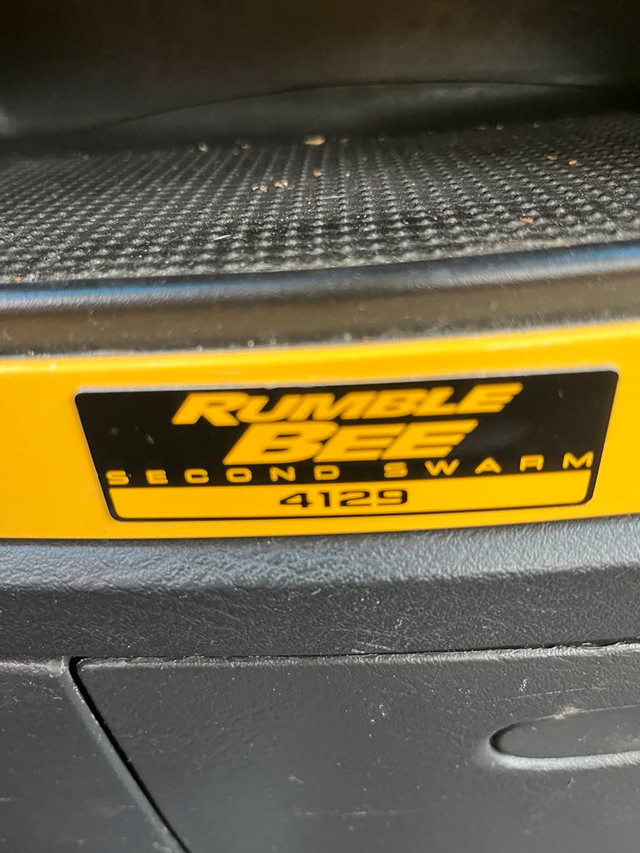 RUMBLE
BEE
SECOND SWARM
4129